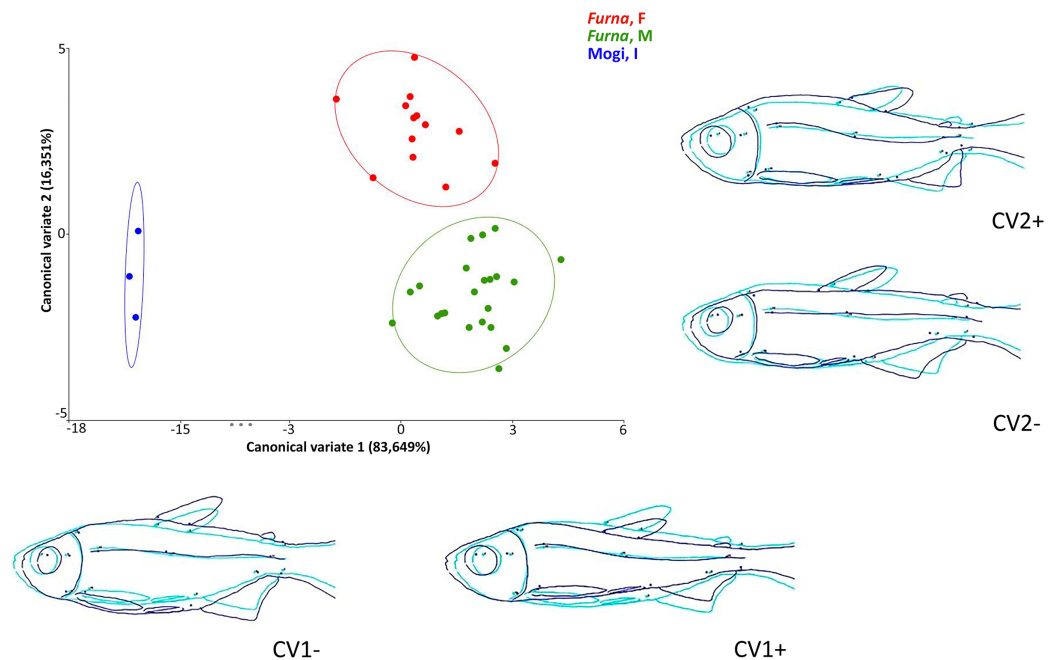 Furna, F
Furna, M
Mogi, I
5
0
-5
Canonical variate 2 (16,351%)
-18
-15
-3
0
3
6
Canonical variate 1 (83,649%)
CV2+
CV2-
CV1-
CV1+